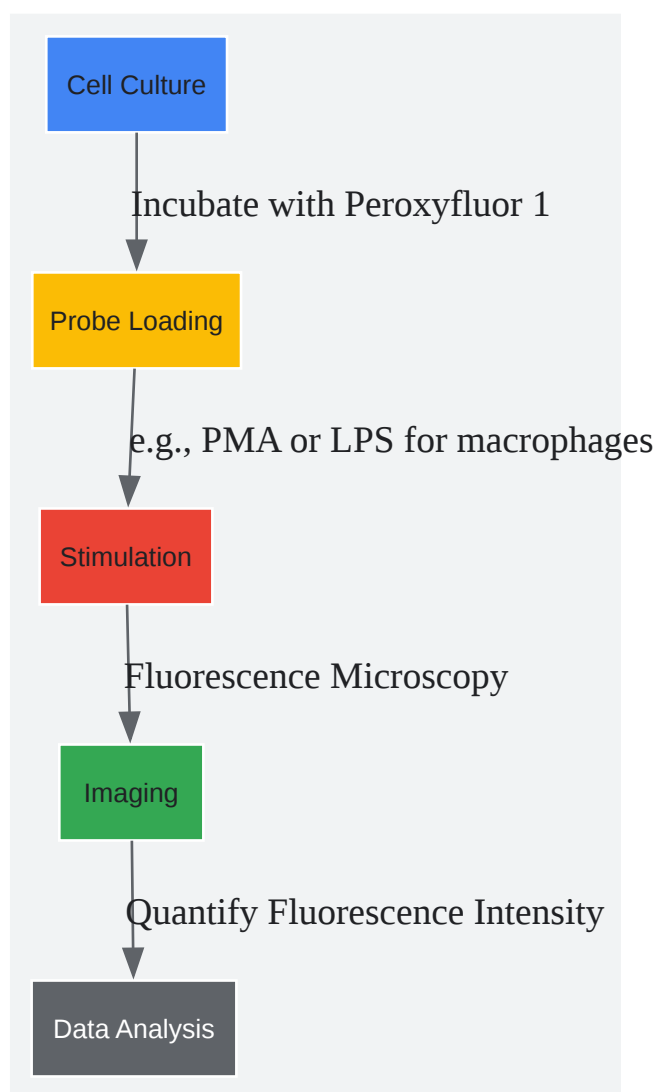 Cell Culture
Incubate with Peroxyfluor 1
Probe Loading
e.g., PMA or LPS for macrophages
Stimulation
Fluorescence Microscopy
Imaging
Quantify Fluorescence Intensity
Data Analysis